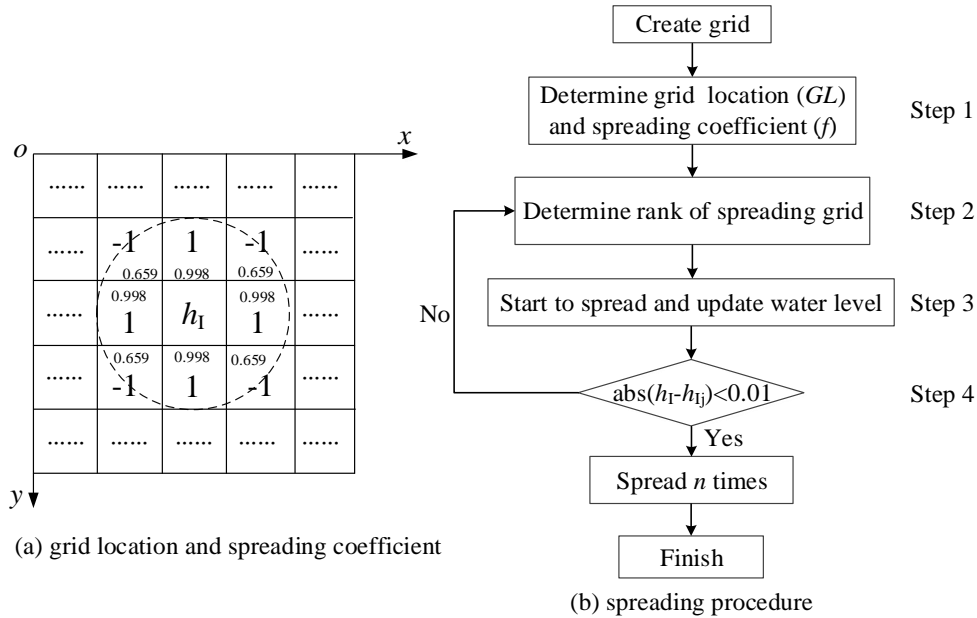 o
x
...... ...... ...... ...... ......
...... -1 1 -1 ......
0.659 0.998 0.659
0.998 0.998
...... 1 hI 1 ......
0.659 0.998 0.659
...... -1 1 -1 ......
...... ...... ...... ...... ......
y
(a) grid location and spreading coefficient
Create grid
Determine grid location (GL)
and spreading coefficient (f)
Step 1
Determine rank of spreading grid
Step 2
Start to spread and update water level
Step 3
No
abs(hI-hIj)<0.01
Step 4
Yes
Spread n times
Finish
(b) spreading procedure